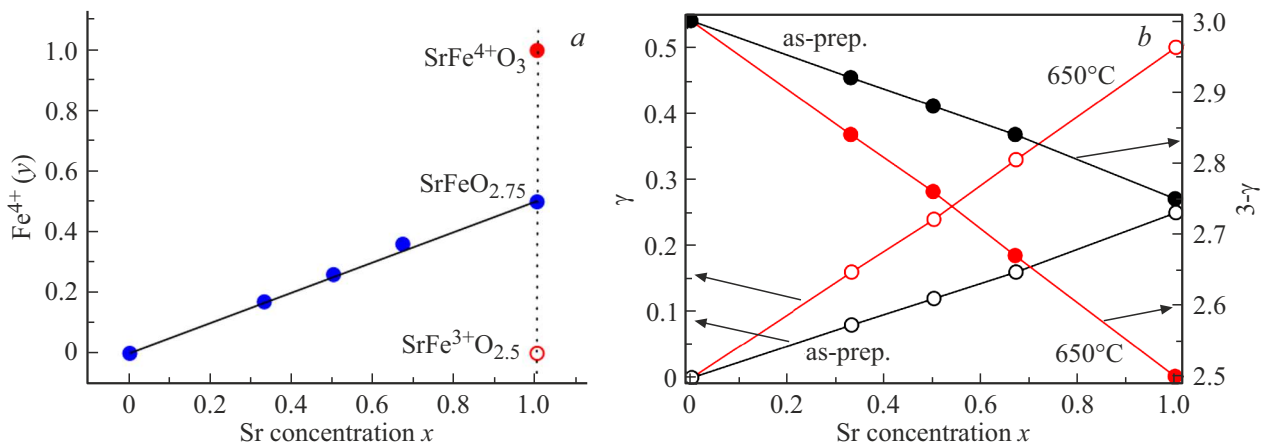 a
1.0
SrFe⁴⁺O₃
0.8
0.6
SrFeO₂.₇₅
0.4
0.2
SrFe³⁺O₂.₅
0
Fe⁴⁺ (y)
0 0.2 0.4 0.6 0.8 1.0
Sr concentration x
b
as-prep.
650°C
0.5
0.4
0.3
0.2
0.1
0
γ
3.0
2.9
2.8
2.7
2.6
2.5
3-γ
as-prep.
650°C
0 0.2 0.4 0.6 0.8 1.0
Sr concentration x